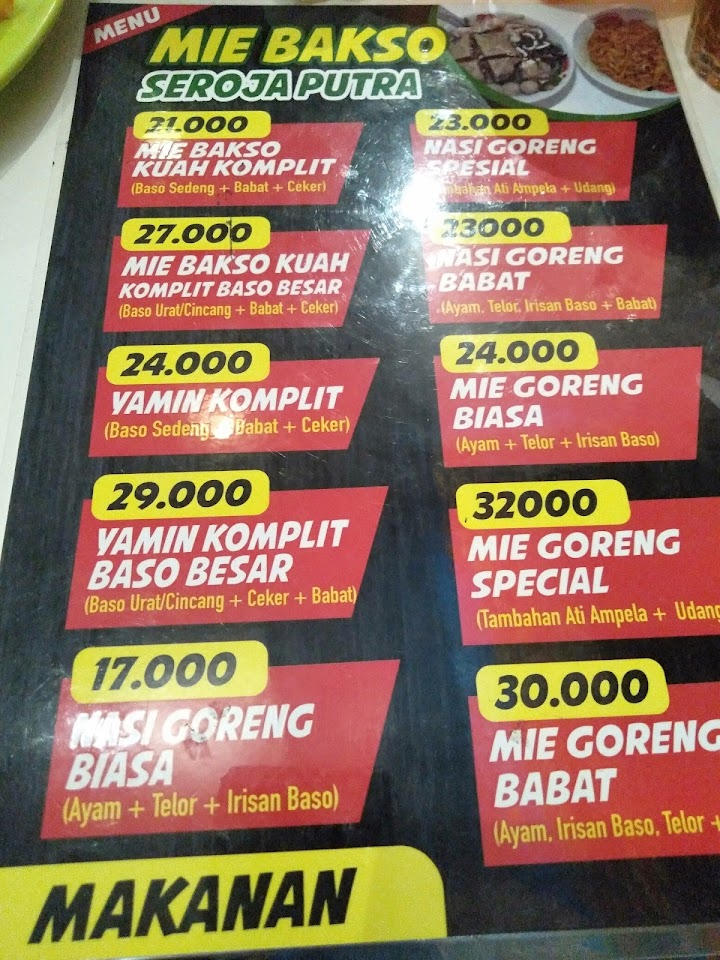 MENU
MIE BAKSO
SEROJA PUTRA
21.000
MIE BAKSO
KUAH KOMPLIT
(Baso Sedeng + Babat + Ceker)
27.000
MIE BAKSO KUAH
KOMPLIT BASO BESAR
(Baso Urat/Cincang + Babat + Ceker)
24.000
YAMIN KOMPLIT
(Baso Sedeng + Babat + Ceker)
29.000
YAMIN KOMPLIT
BASO BESAR
(Baso Urat/Cincang + Ceker + Babat)
17.000
NASI GORENG
BIASA
(Ayam + Telor + Irisan Baso)
23.000
NASI GORENG
SPESIAL
(Tambahan Ati Ampela + Udang)
23000
NASI GORENG
BABAT
(Ayam, Telor, Irisan Baso + Babat)
24.000
MIE GORENG
BIASA
(Ayam + Telor + Irisan Baso)
32000
MIE GORENG
SPECIAL
(Tambahan Ati Ampela + Udang
30.000
MIE GORENG
BABAT
(Ayam, Irisan Baso, Telor +
MAKANAN